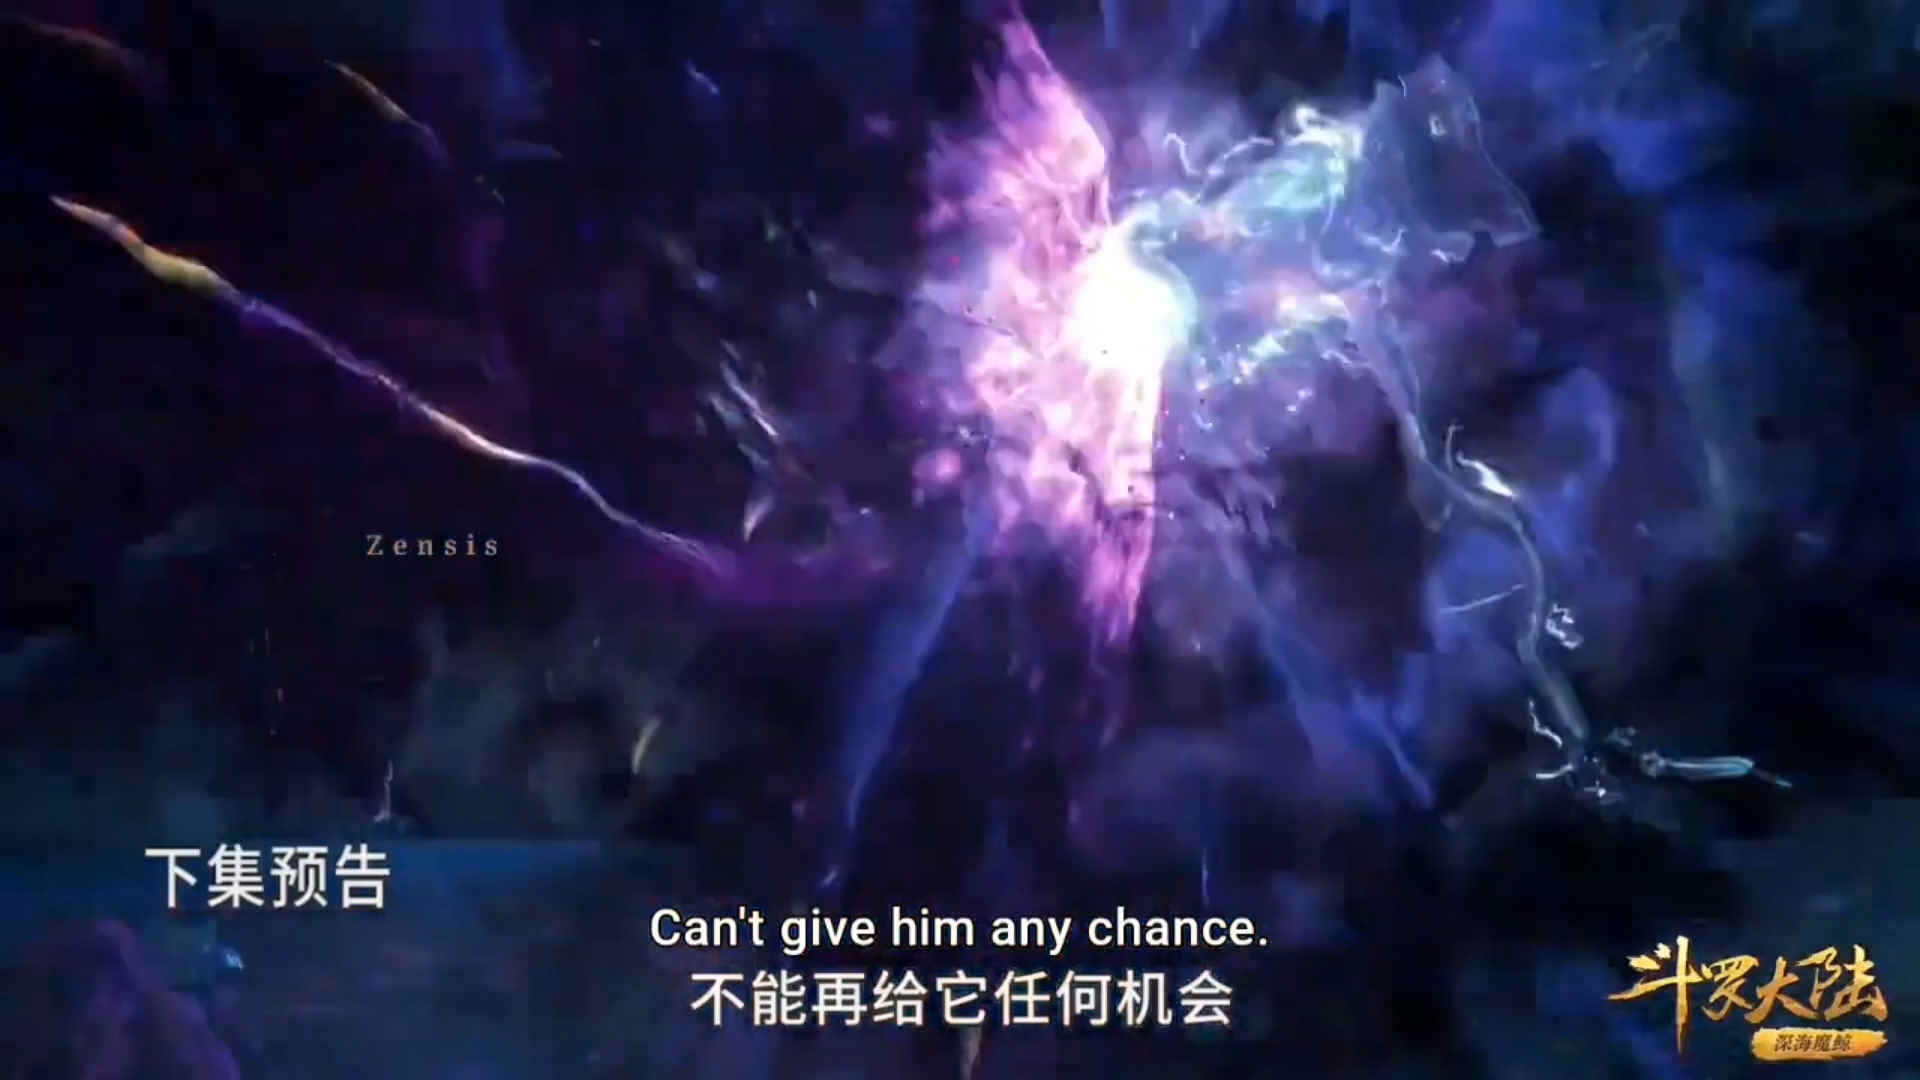 Zensis
下集预告
Can't give him any chance.
不能再给它任何机会
斗罗大陆
深海魔鲸